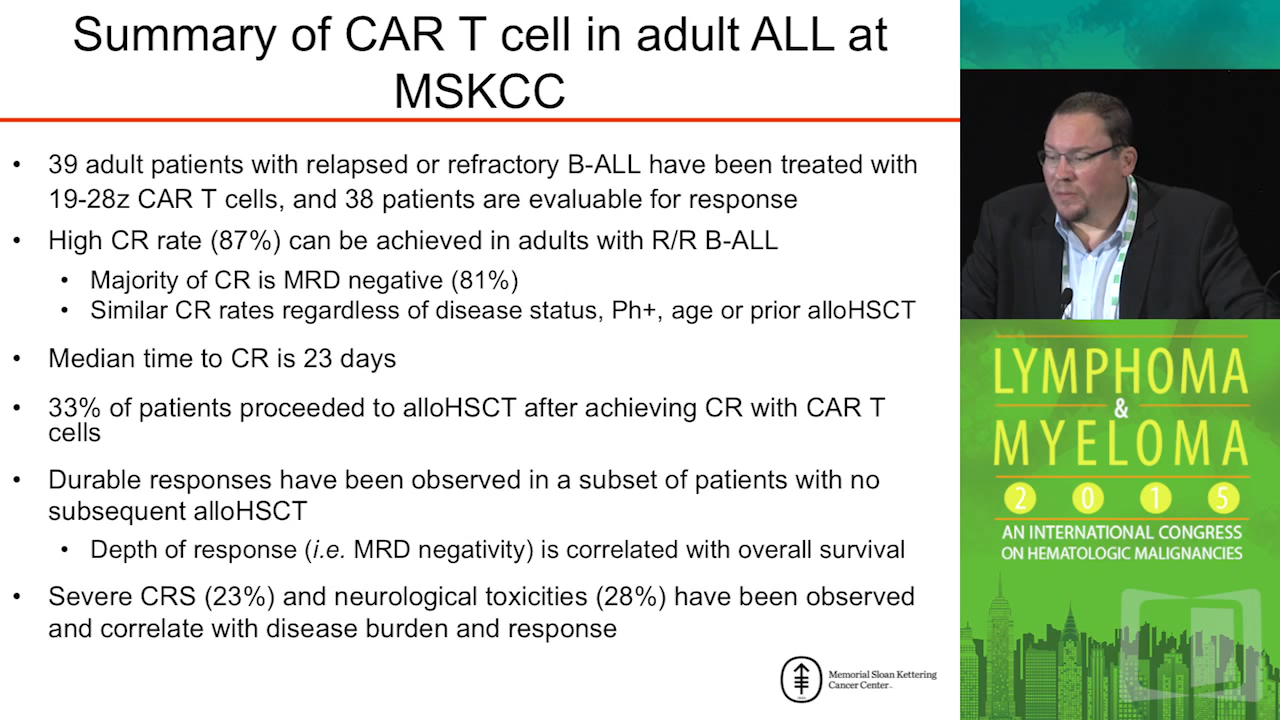 Summary of CAR T cell in adult ALL at
MSKCC
• 39 adult patients with relapsed or refractory B-ALL have been treated with
19-28z CAR T cells, and 38 patients are evaluable for response
• High CR rate (87%) can be achieved in adults with R/R B-ALL
• Majority of CR is MRD negative (81%)
• Similar CR rates regardless of disease status, Ph+, age or prior alloHSCT
• Median time to CR is 23 days
• 33% of patients proceeded to alloHSCT after achieving CR with CAR T
cells
• Durable responses have been observed in a subset of patients with no
subsequent alloHSCT
• Depth of response (i.e. MRD negativity) is correlated with overall survival
• Severe CRS (23%) and neurological toxicities (28%) have been observed
and correlate with disease burden and response
Memorial Sloan Kettering
Cancer Center
LYMPHOMA
&
MYELOMA
2015
AN INTERNATIONAL CONGRESS
ON HEMATOLOGIC MALIGNANCIES